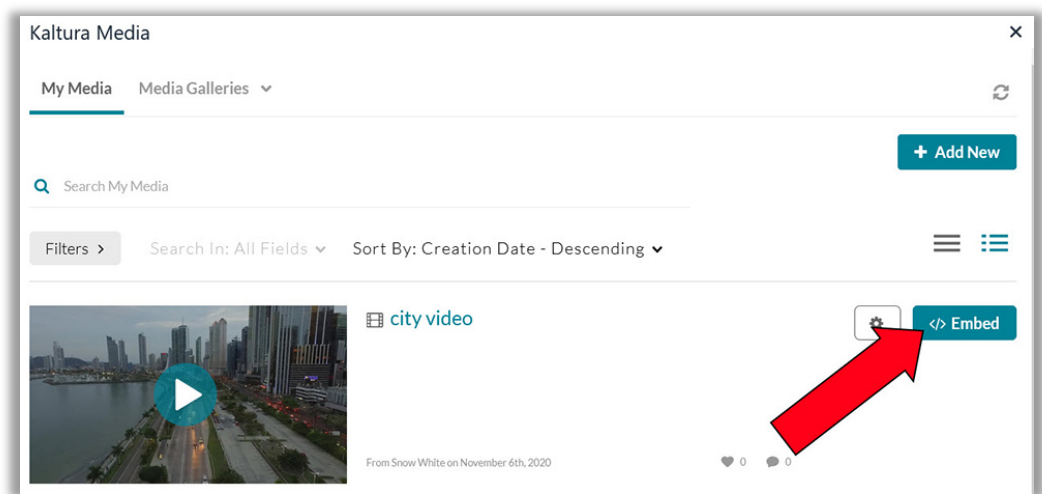 Kaltura Media
My Media Media Galleries
+ Add New
Search My Media
Filters > Search In: All Fields Sort By: Creation Date - Descending
city video
</> Embed
From Snow White on November 6th, 2020 0 0